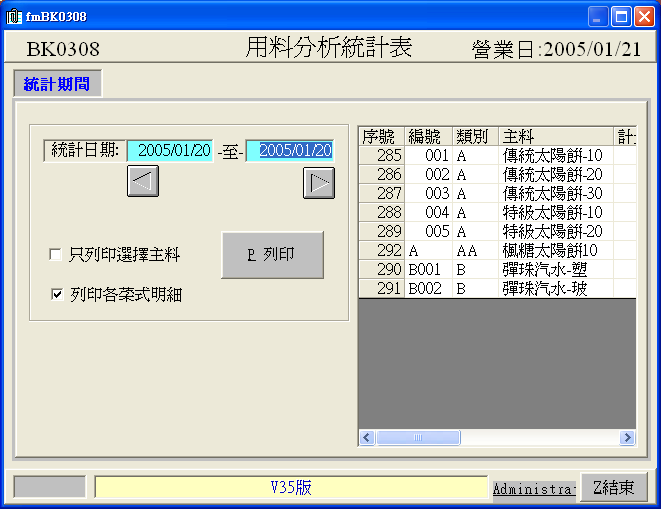 fmBK0308
BK0308 用料分析統計表 營業日:2005/01/21
統計期間
統計日期: 2005/01/20 -至- 2005/01/20
只列印選擇主料
P 列印
列印各菜式明細
序號 編號 類別 主料
285 001 A 傳統太陽餅-10
286 002 A 傳統太陽餅-20
287 003 A 傳統太陽餅-30
288 004 A 特級太陽餅-10
289 005 A 特級太陽餅-20
292 A AA 楓糖太陽餅10
290 B001 B 彈珠汽水-塑
291 B002 B 彈珠汽水-玻
V35版 Administra Z結束